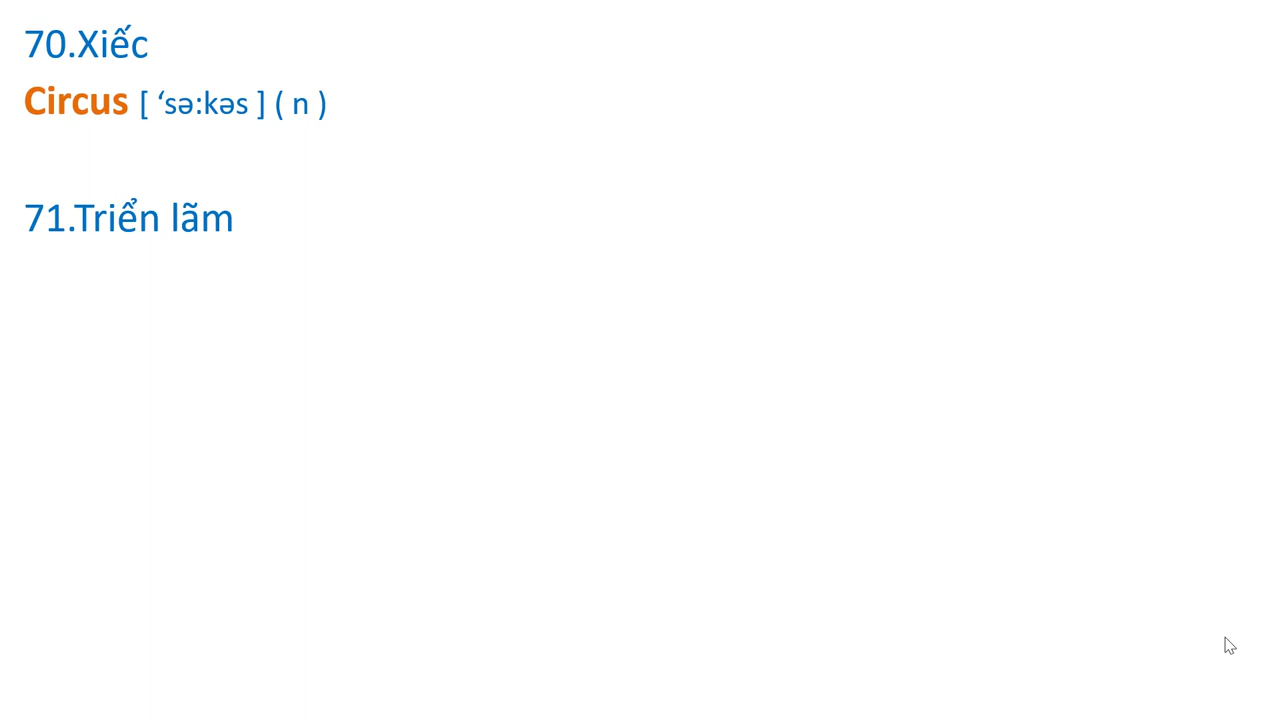 70.Xiếc
Circus [ ‘sə:kəs ] ( n )
71.Triển lãm